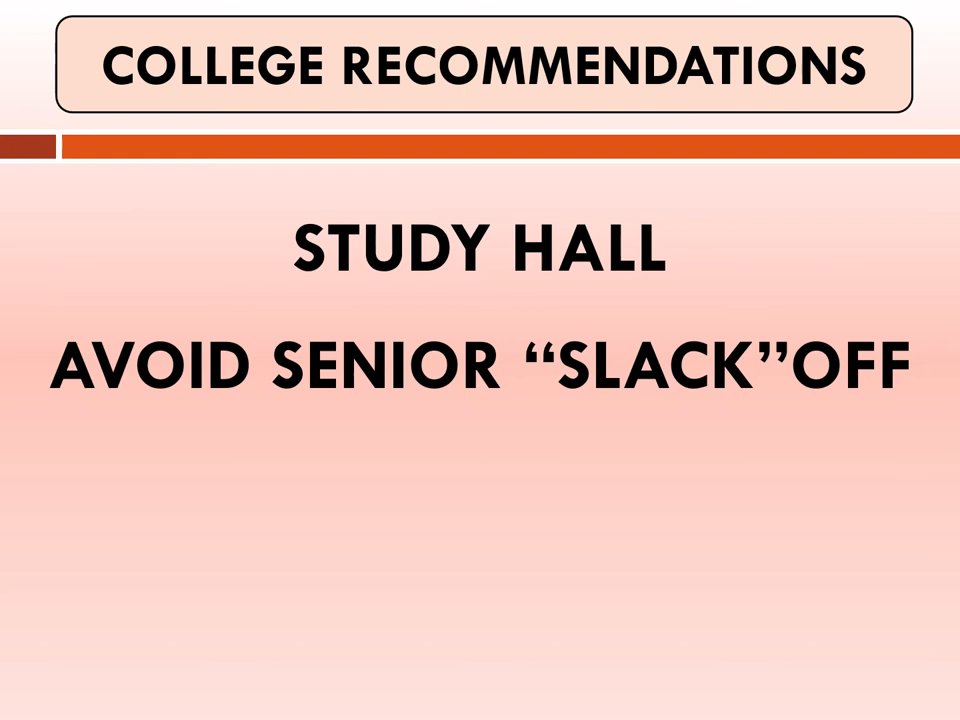 COLLEGE RECOMMENDATIONS
STUDY HALL
AVOID SENIOR “SLACK”OFF